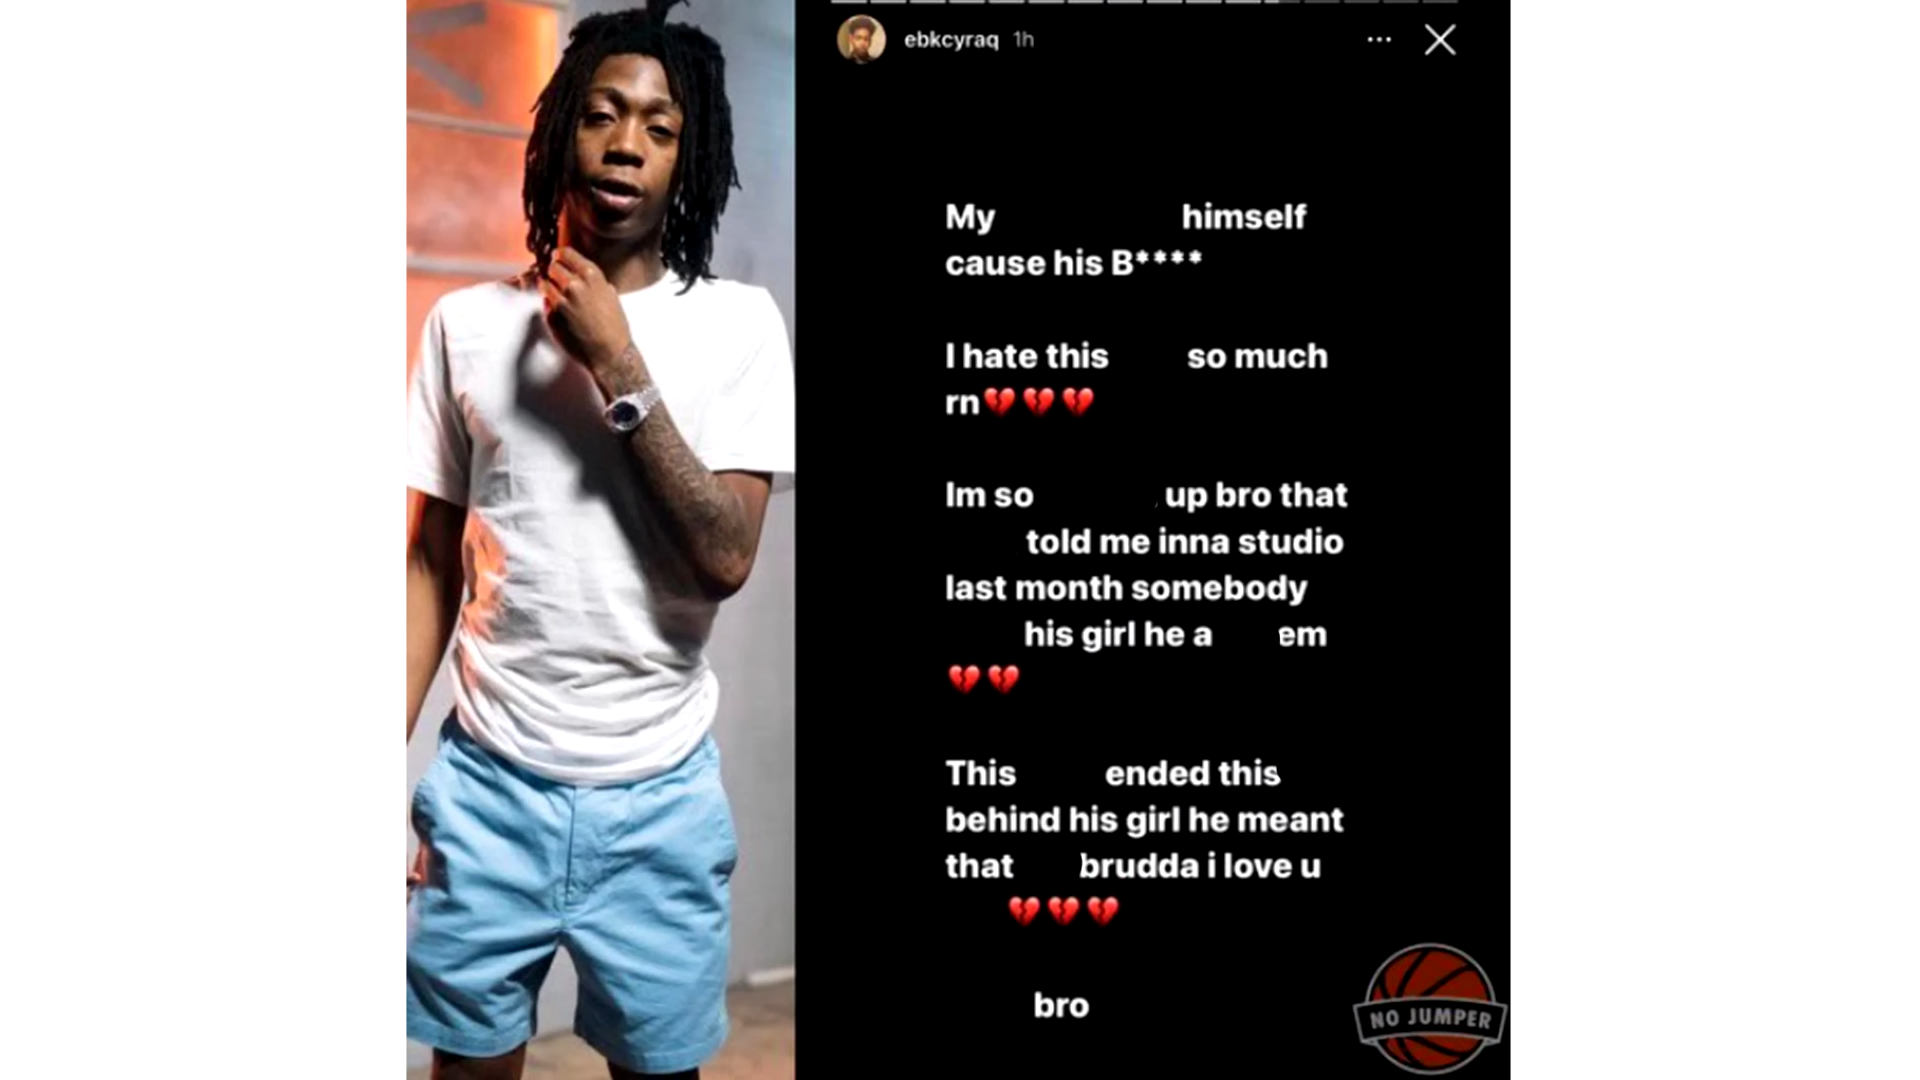 ebkcyraq 1h
My himself
cause his B****
I hate this so much
rn💔💔💔
Im so up bro that
told me inna studio
last month somebody
his girl he a em
💔💔
This ended this
behind his girl he meant
that brudda i love u
💔💔💔
bro
NO JUMPER